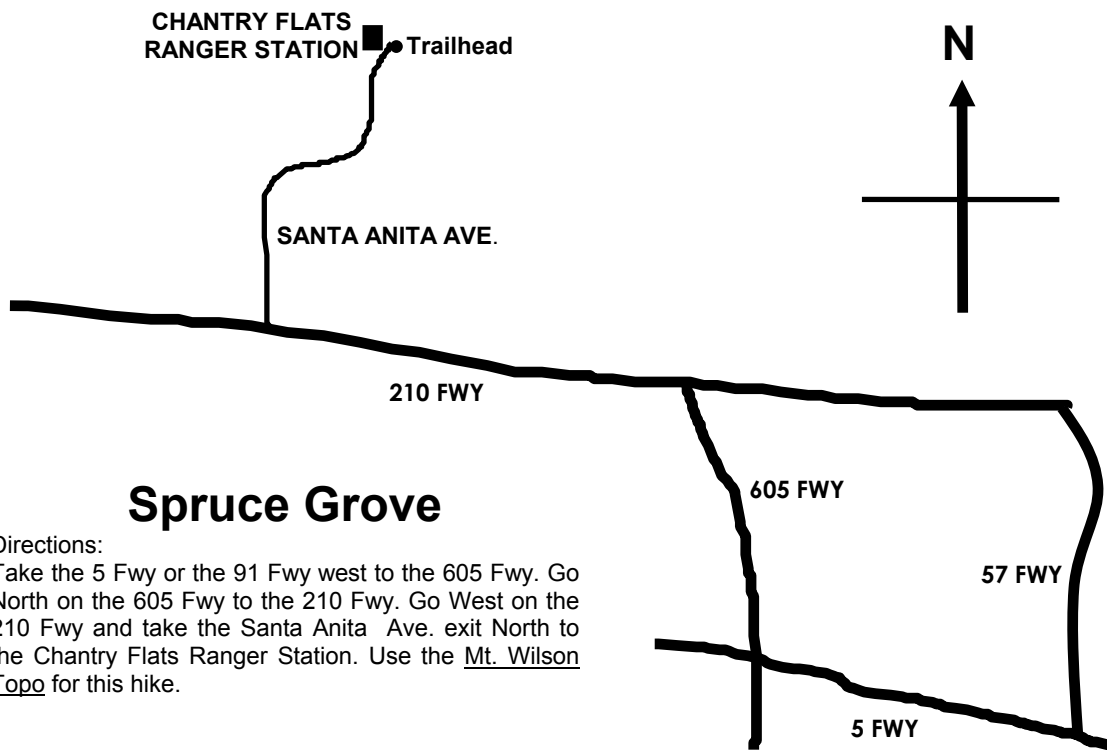 CHANTRY FLATS
RANGER STATION
Trailhead
N
SANTA ANITA AVE.
210 FWY
605 FWY
57 FWY
5 FWY
Spruce Grove
Directions:
Take the 5 Fwy or the 91 Fwy west to the 605 Fwy. Go
North on the 605 Fwy to the 210 Fwy. Go West on the
210 Fwy and take the Santa Anita Ave. exit North to
the Chantry Flats Ranger Station. Use the Mt. Wilson
Topo for this hike.